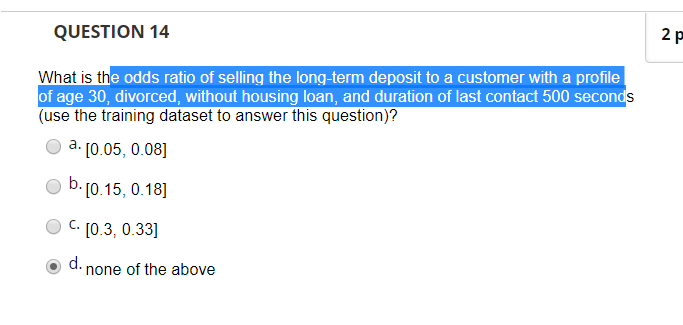 QUESTION 14
2 p
What is the odds ratio of selling the long-term deposit to a customer with a profile
of age 30, divorced, without housing loan, and duration of last contact 500 seconds
(use the training dataset to answer this question)?
a. [0.05, 0.08]
b. [0.15, 0.18]
c. [0.3, 0.33]
d. none of the above